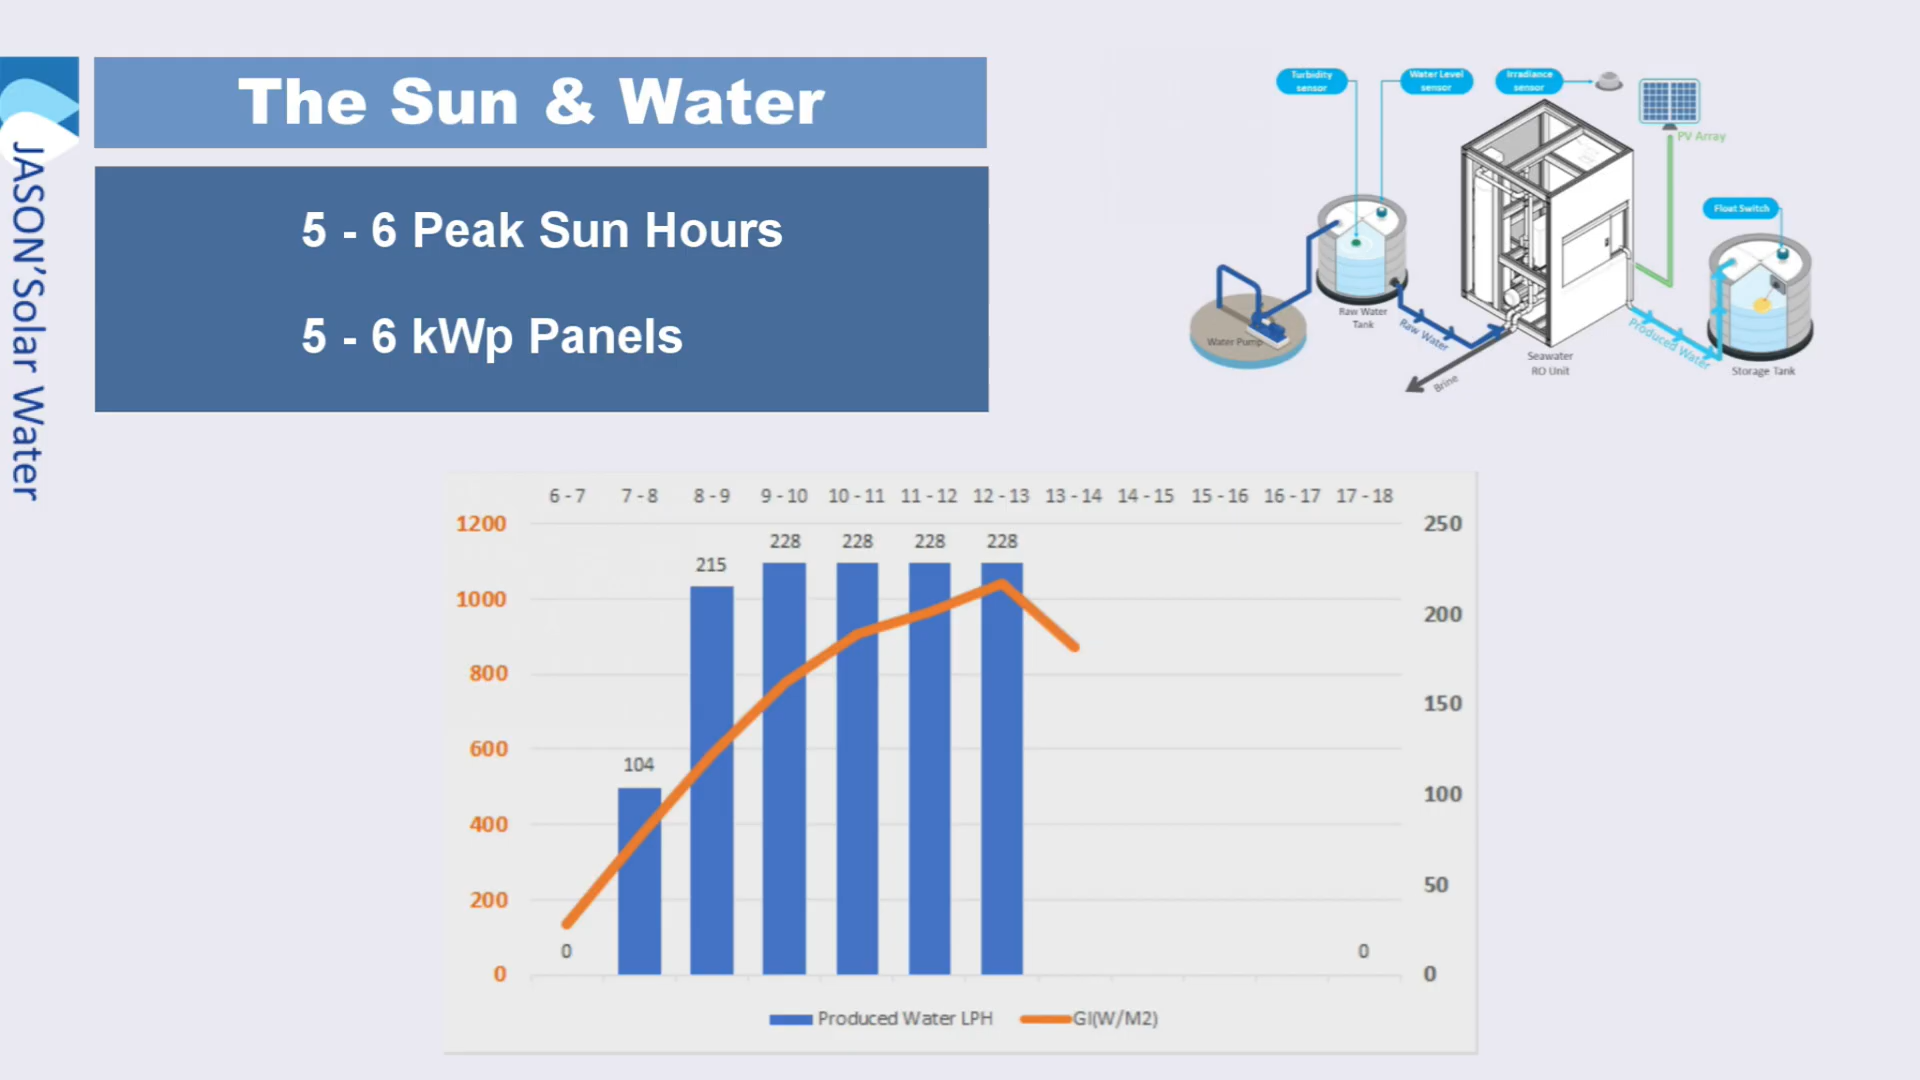 The Sun & Water
5 - 6 Peak Sun Hours
5 - 6 kWp Panels
JASON'Solar Water
Turbidity
sensor
Water Level
sensor
Irradiance
sensor
PV Array
Float Switch
Raw Water
Tank
Water Pump
Raw Water
Brine
Seawater
RO Unit
Produced Water
Storage Tank
6 - 7 7 - 8 8 - 9 9 - 10 10 - 11 11 - 12 12 - 13 13 - 14 14 - 15 15 - 16 16 - 17 17 - 18
1200
1000
800
600
400
200
0
250
200
150
100
50
0
0
104
215
228
228
228
228
0
Produced Water LPH
GI(W/M2)